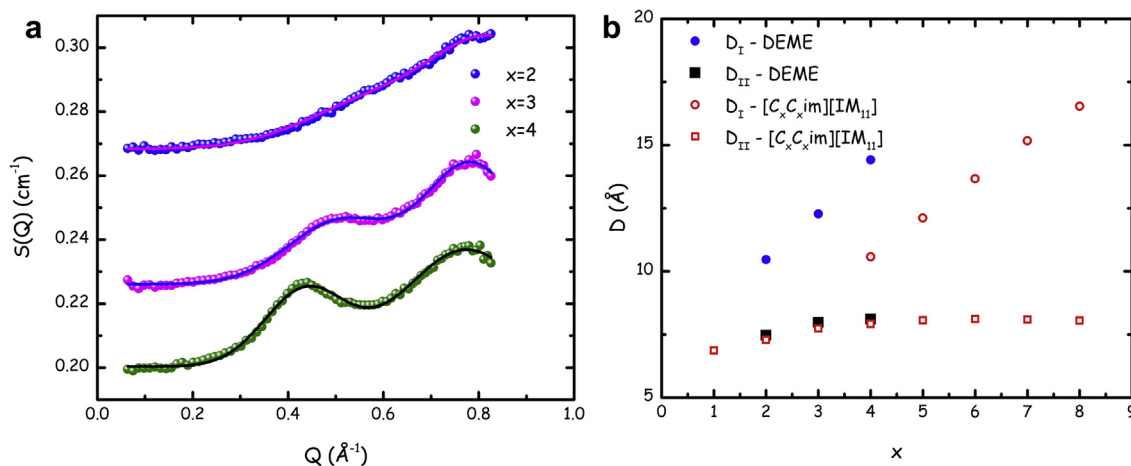 a
0.30
0.28
0.26
0.24
0.22
0.20
S(Q) (cm⁻¹)
x=2
x=3
x=4
0.0 0.2 0.4 0.6 0.8 1.0
Q (Å⁻¹)
b
20
15
10
5
D (Å)
D_I - DEME
D_II - DEME
D_I - [C_xC_xim][IM_11]
D_II - [C_xC_xim][IM_11]
0 1 2 3 4 5 6 7 8 9
x